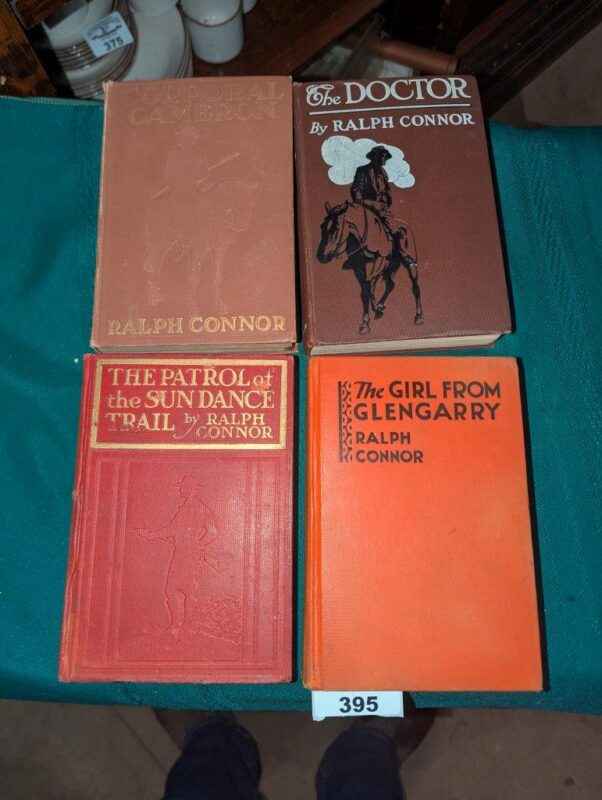 375
CORPORAL
CAMERON
RALPH CONNOR
The DOCTOR
By RALPH CONNOR
THE PATROL of
the SUN DANCE
TRAIL by RALPH
CONNOR
The GIRL FROM
GLENGARRY
RALPH
CONNOR
395